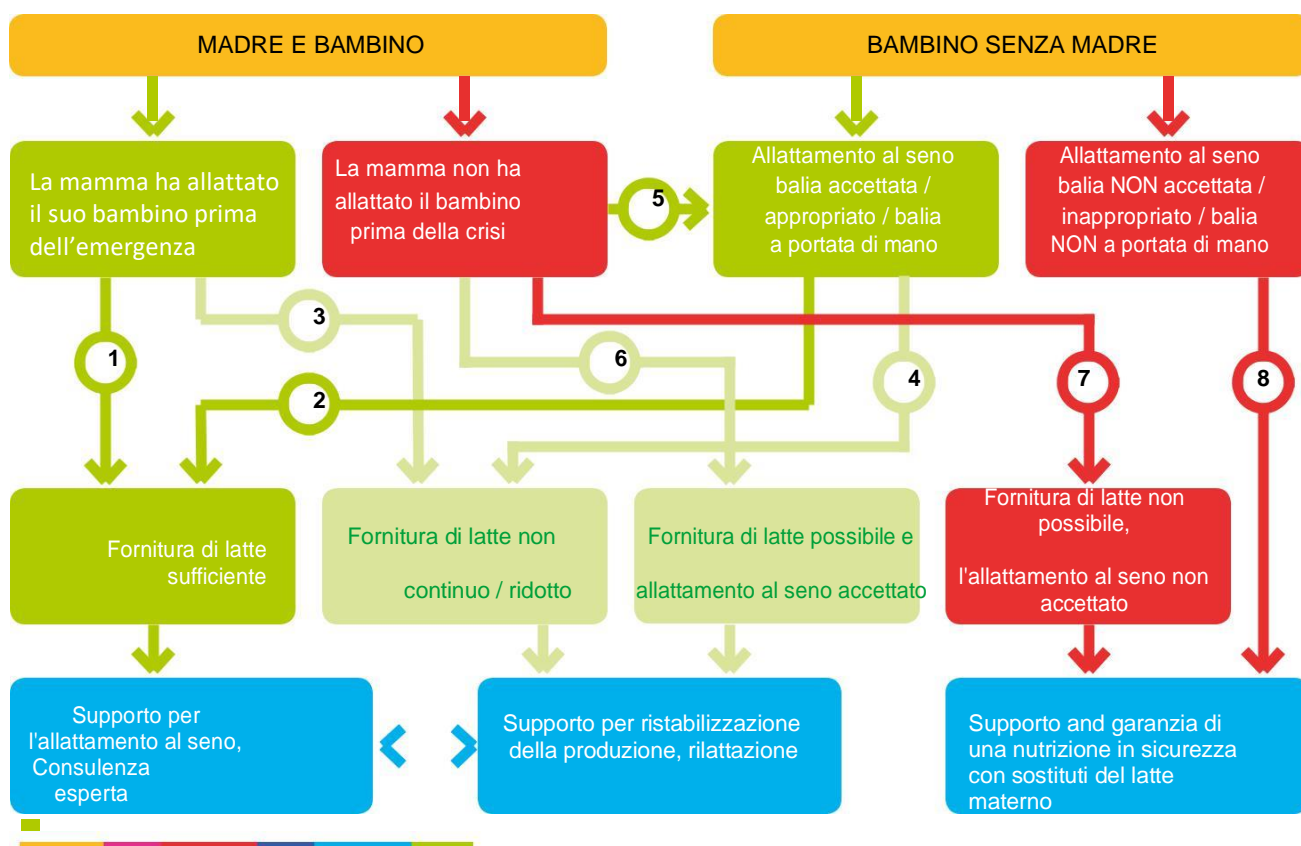 MADRE E BAMBINO
BAMBINO SENZA MADRE
La mamma ha allattato
il suo bambino prima
dell'emergenza
La mamma non ha
allattato il bambino
prima della crisi
5
Allattamento al seno
balia accettata /
appropriato / balia
a portata di mano
Allattamento al seno
balia NON accettata /
inappropriato / balia
NON a portata di mano
3
1
6
4
7
8
2
Fornitura di latte
sufficiente
Fornitura di latte non
continuo / ridotto
Fornitura di latte possibile e
allattamento al seno accettato
Fornitura di latte non
possibile,
l'allattamento al seno non
accettato
Supporto per
l'allattamento al seno,
Consulenza
esperta
Supporto per ristabilizzazione
della produzione, rilattazione
Supporto and garanzia di
una nutrizione in sicurezza
con sostituti del latte
materno